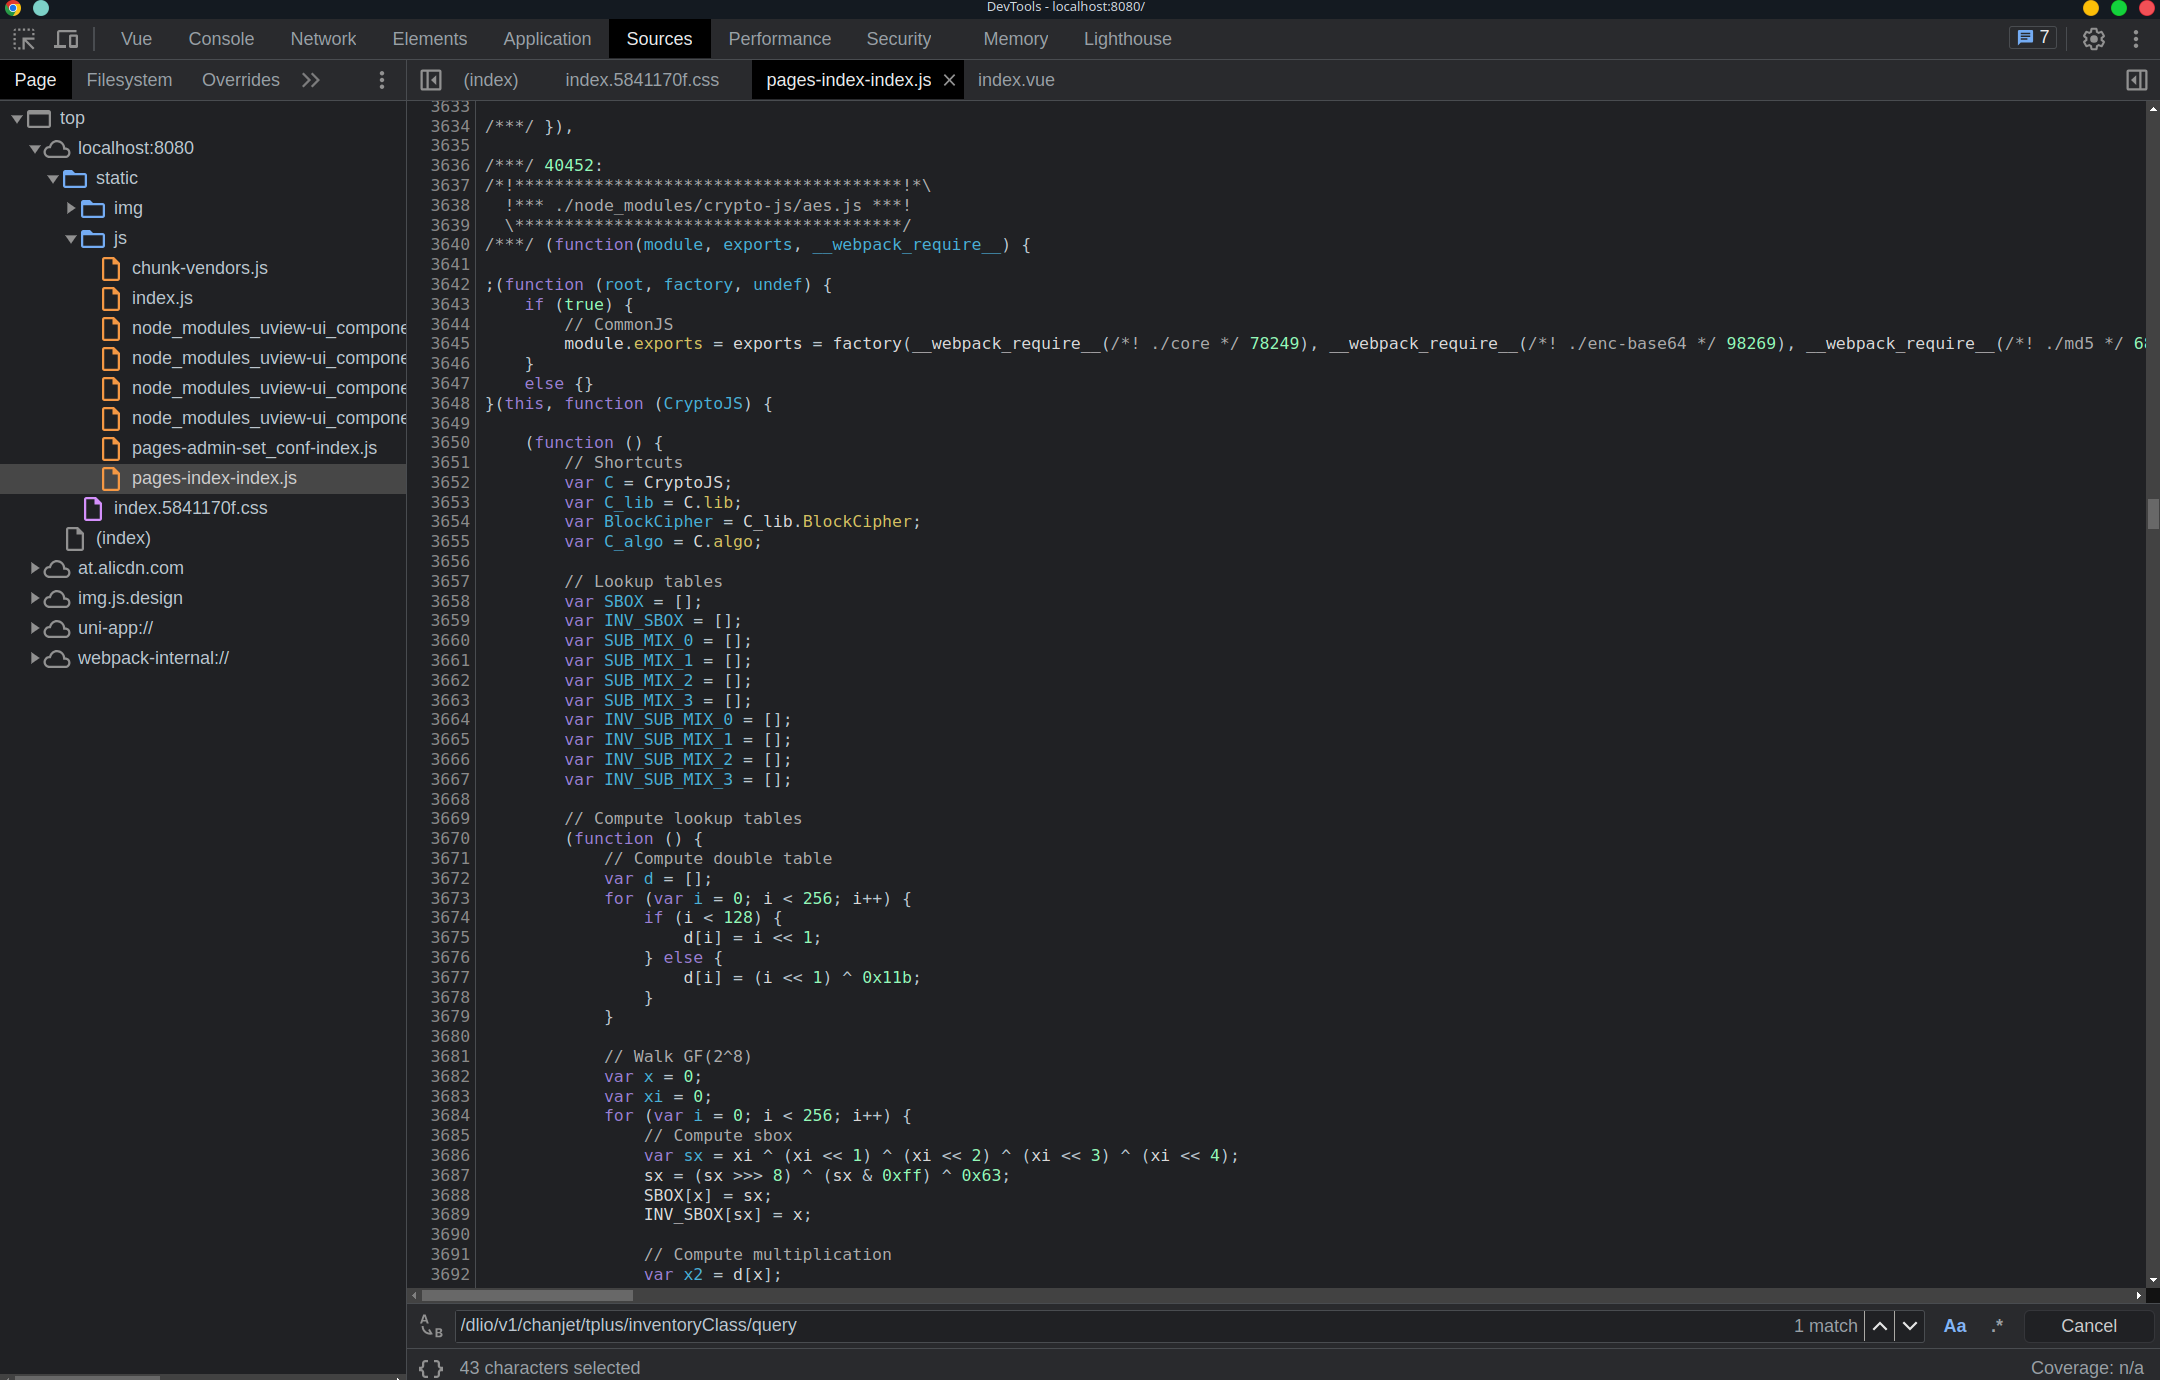 DevTools - localhost:8080/
Vue Console Network Elements Application Sources Performance Security Memory Lighthouse 7
Page Filesystem Overrides
(index) index.5841170f.css pages-index-index.js index.vue
top
localhost:8080
static
img
js
chunk-vendors.js
index.js
node_modules_uview-ui_compone
node_modules_uview-ui_compone
node_modules_uview-ui_compone
node_modules_uview-ui_compone
pages-admin-set_conf-index.js
pages-index-index.js
index.5841170f.css
(index)
at.alicdn.com
img.js.design
uni-app://
webpack-internal://
3633
3634 /***/ }),
3635
3636 /***/ 40452:
3637 /*!***************************************!*\
3638   !*** ./node_modules/crypto-js/aes.js ***!
3639   \***************************************/
3640 /***/ (function(module, exports, __webpack_require__) {
3641
3642 ;(function (root, factory, undef) {
3643     if (true) {
3644         // CommonJS
3645         module.exports = exports = factory(__webpack_require__(/*! ./core */ 78249), __webpack_require__(/*! ./enc-base64 */ 98269), __webpack_require__(/*! ./md5 */ 68
3646     }
3647     else {}
3648 }(this, function (CryptoJS) {
3649
3650     (function () {
3651         // Shortcuts
3652         var C = CryptoJS;
3653         var C_lib = C.lib;
3654         var BlockCipher = C_lib.BlockCipher;
3655         var C_algo = C.algo;
3656
3657         // Lookup tables
3658         var SBOX = [];
3659         var INV_SBOX = [];
3660         var SUB_MIX_0 = [];
3661         var SUB_MIX_1 = [];
3662         var SUB_MIX_2 = [];
3663         var SUB_MIX_3 = [];
3664         var INV_SUB_MIX_0 = [];
3665         var INV_SUB_MIX_1 = [];
3666         var INV_SUB_MIX_2 = [];
3667         var INV_SUB_MIX_3 = [];
3668
3669         // Compute lookup tables
3670         (function () {
3671             // Compute double table
3672             var d = [];
3673             for (var i = 0; i < 256; i++) {
3674                 if (i < 128) {
3675                     d[i] = i << 1;
3676                 } else {
3677                     d[i] = (i << 1) ^ 0x11b;
3678                 }
3679             }
3680
3681             // Walk GF(2^8)
3682             var x = 0;
3683             var xi = 0;
3684             for (var i = 0; i < 256; i++) {
3685                 // Compute sbox
3686                 var sx = xi ^ (xi << 1) ^ (xi << 2) ^ (xi << 3) ^ (xi << 4);
3687                 sx = (sx >>> 8) ^ (sx & 0xff) ^ 0x63;
3688                 SBOX[x] = sx;
3689                 INV_SBOX[sx] = x;
3690
3691                 // Compute multiplication
3692                 var x2 = d[x];
A B /dlio/v1/chanjet/tplus/inventoryClass/query 1 match Aa .* Cancel
{} 43 characters selected Coverage: n/a